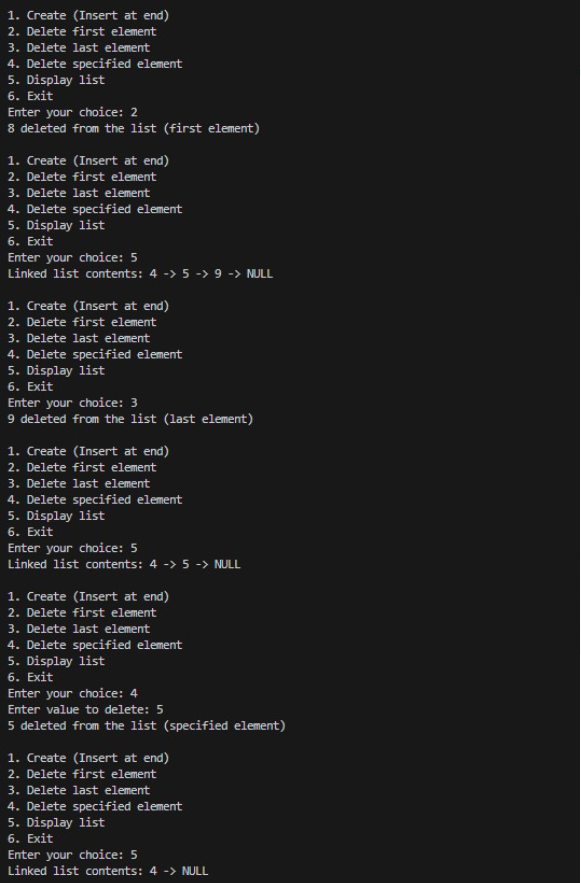 1. Create (Insert at end)
2. Delete first element
3. Delete last element
4. Delete specified element
5. Display list
6. Exit
Enter your choice: 2
8 deleted from the list (first element)

1. Create (Insert at end)
2. Delete first element
3. Delete last element
4. Delete specified element
5. Display list
6. Exit
Enter your choice: 5
Linked list contents: 4 -> 5 -> 9 -> NULL

1. Create (Insert at end)
2. Delete first element
3. Delete last element
4. Delete specified element
5. Display list
6. Exit
Enter your choice: 3
9 deleted from the list (last element)

1. Create (Insert at end)
2. Delete first element
3. Delete last element
4. Delete specified element
5. Display list
6. Exit
Enter your choice: 5
Linked list contents: 4 -> 5 -> NULL

1. Create (Insert at end)
2. Delete first element
3. Delete last element
4. Delete specified element
5. Display list
6. Exit
Enter your choice: 4
Enter value to delete: 5
5 deleted from the list (specified element)

1. Create (Insert at end)
2. Delete first element
3. Delete last element
4. Delete specified element
5. Display list
6. Exit
Enter your choice: 5
Linked list contents: 4 -> NULL